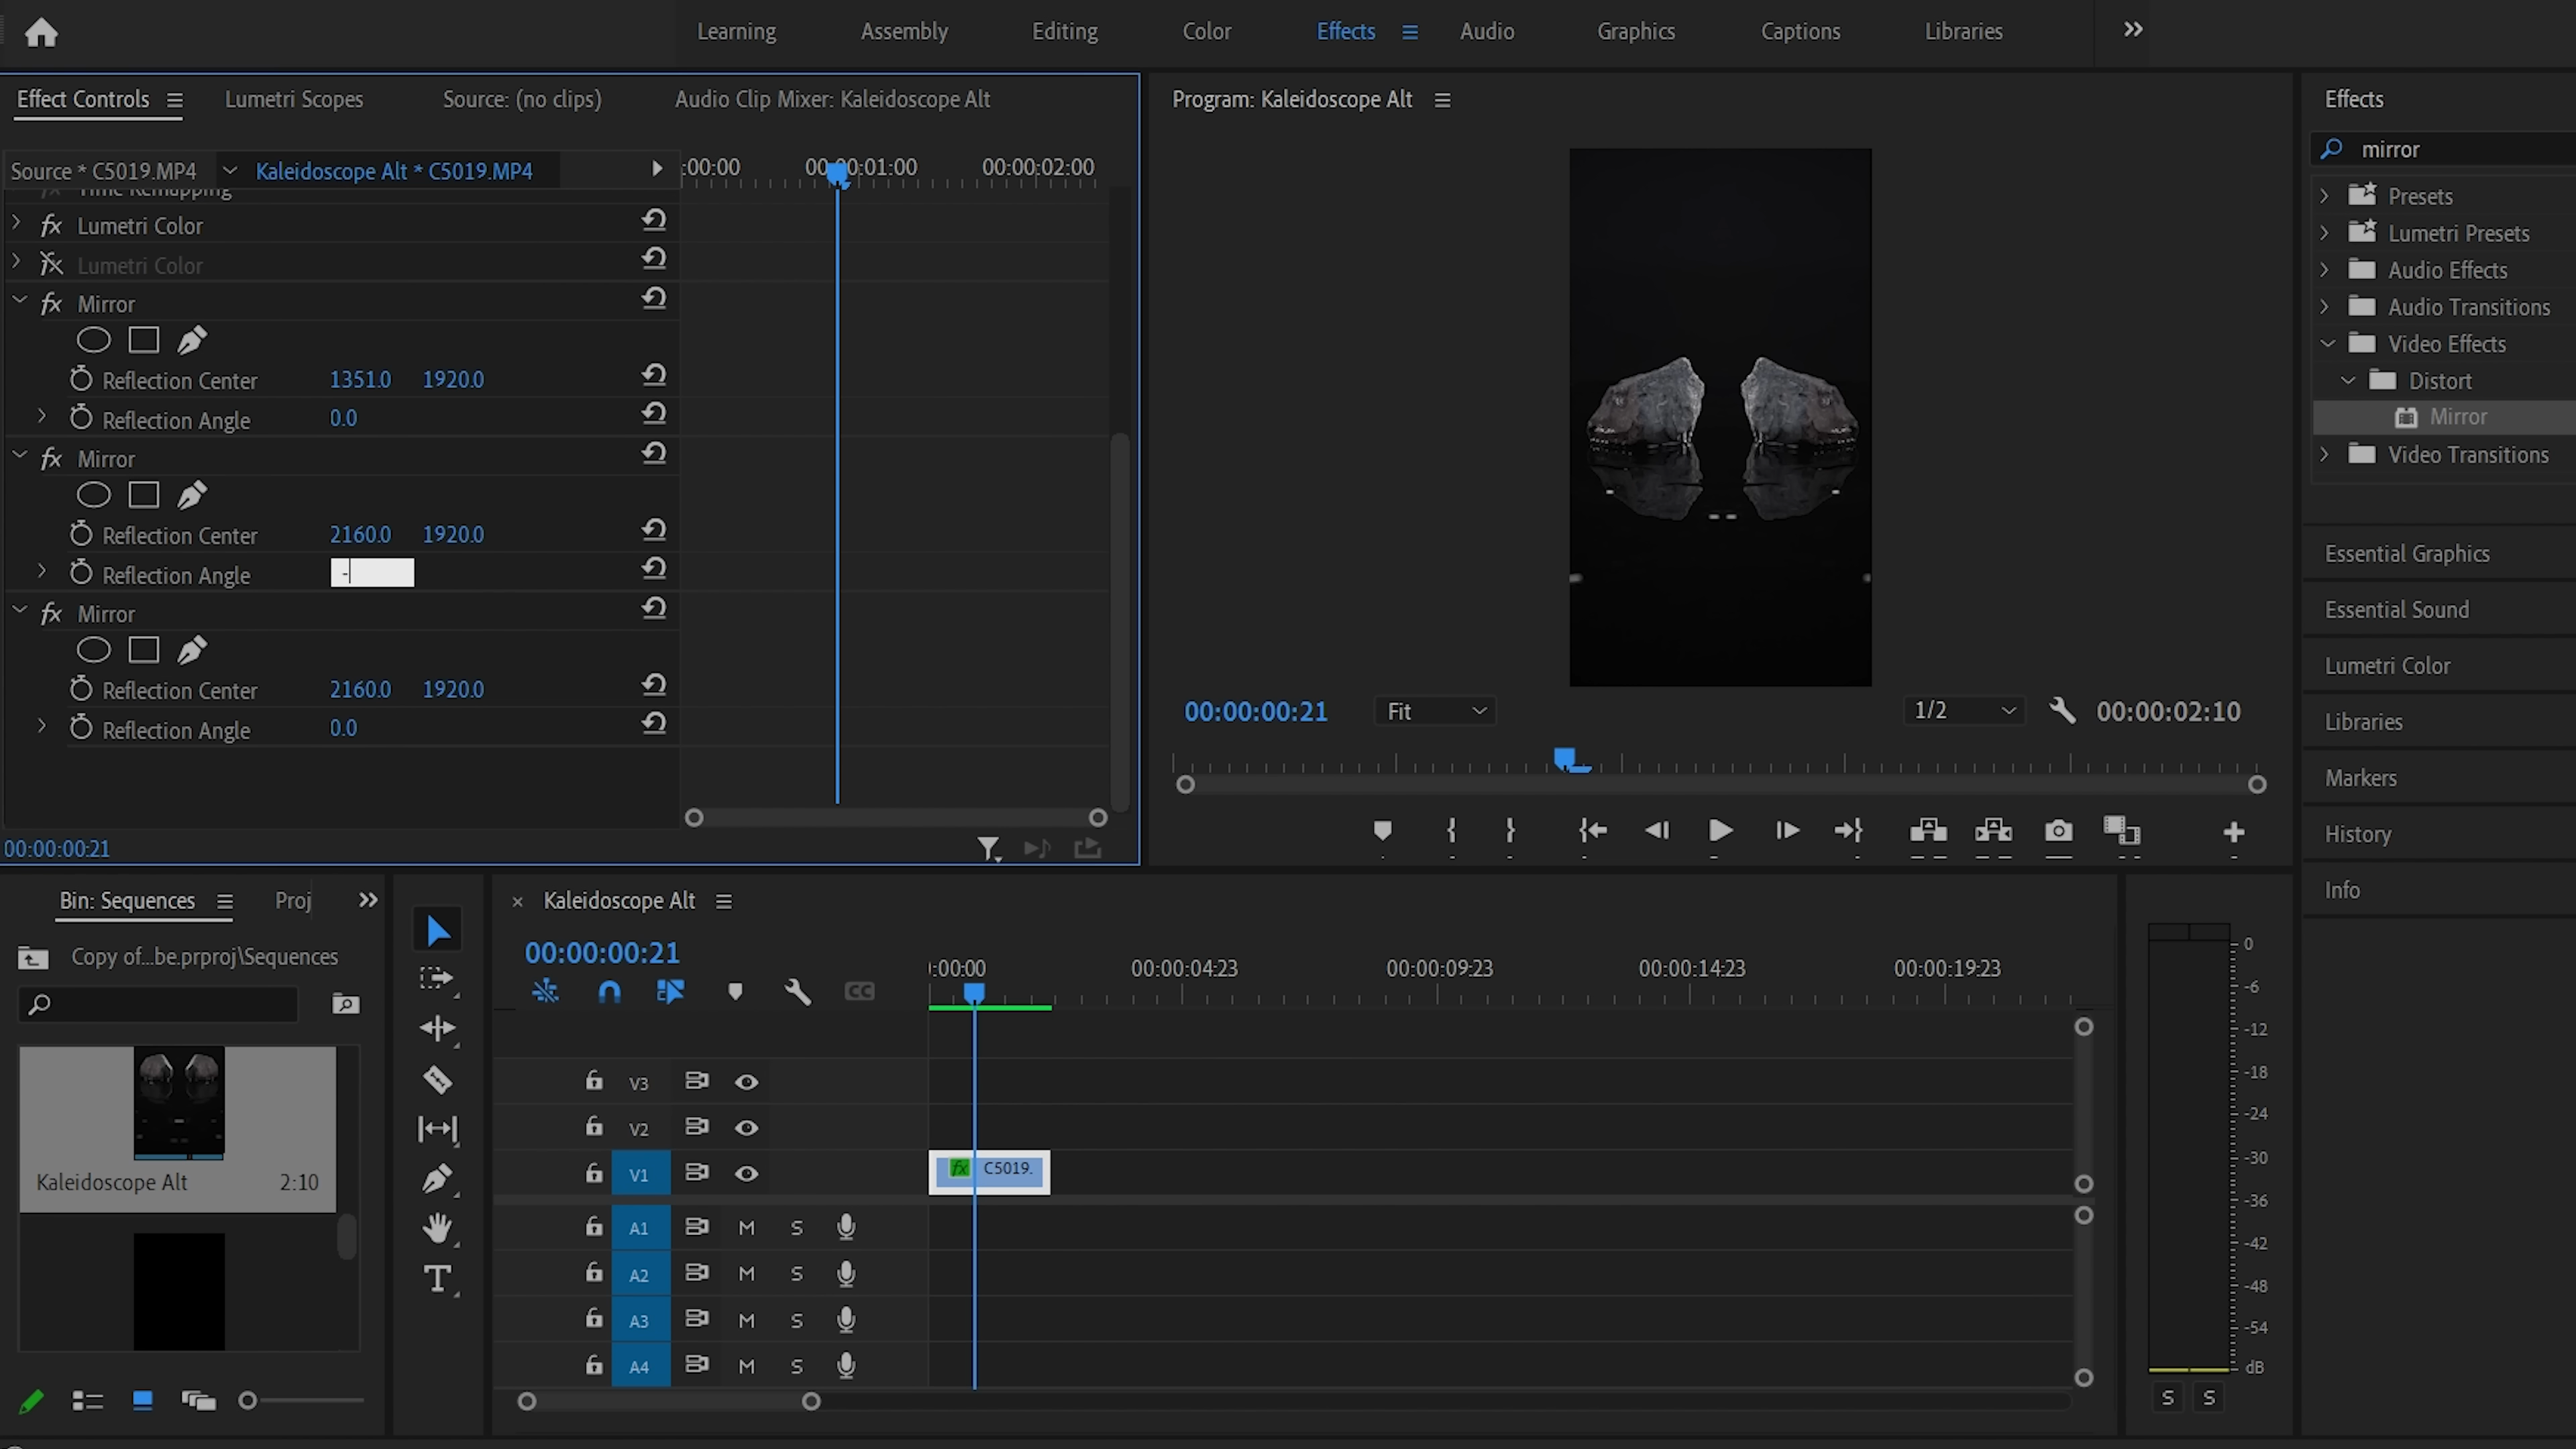 Learning Assembly Editing Color Effects Audio Graphics Captions Libraries
Effect Controls Lumetri Scopes Source: (no clips) Audio Clip Mixer: Kaleidoscope Alt
Source * C5019.MP4 Kaleidoscope Alt * C5019.MP4
:00:00 00:00:01:00 00:00:02:00
Time Remapping
fx Lumetri Color
fx Lumetri Color
fx Mirror
Reflection Center 1351.0 1920.0
Reflection Angle 0.0
fx Mirror
Reflection Center 2160.0 1920.0
Reflection Angle -
fx Mirror
Reflection Center 2160.0 1920.0
Reflection Angle 0.0
00:00:00:21
Program: Kaleidoscope Alt
00:00:00:21 Fit 1/2 00:00:02:10
Effects
mirror
Presets
Lumetri Presets
Audio Effects
Audio Transitions
Video Effects
Distort
Mirror
Video Transitions
Essential Graphics
Essential Sound
Lumetri Color
Libraries
History
Markers
Info
Bin: Sequences Proj
Copy of...be.prproj\Sequences
Kaleidoscope Alt 2:10
T
× Kaleidoscope Alt
00:00:00:21
CC
:00:00 00:00:04:23 00:00:09:23 00:00:14:23 00:00:19:23
V3
V2
V1
fx C5019.
A1 M S
A2 M S
A3 M S
A4 M S
0
-6
-12
-18
-24
-30
-36
-42
-48
-54
dB
S S